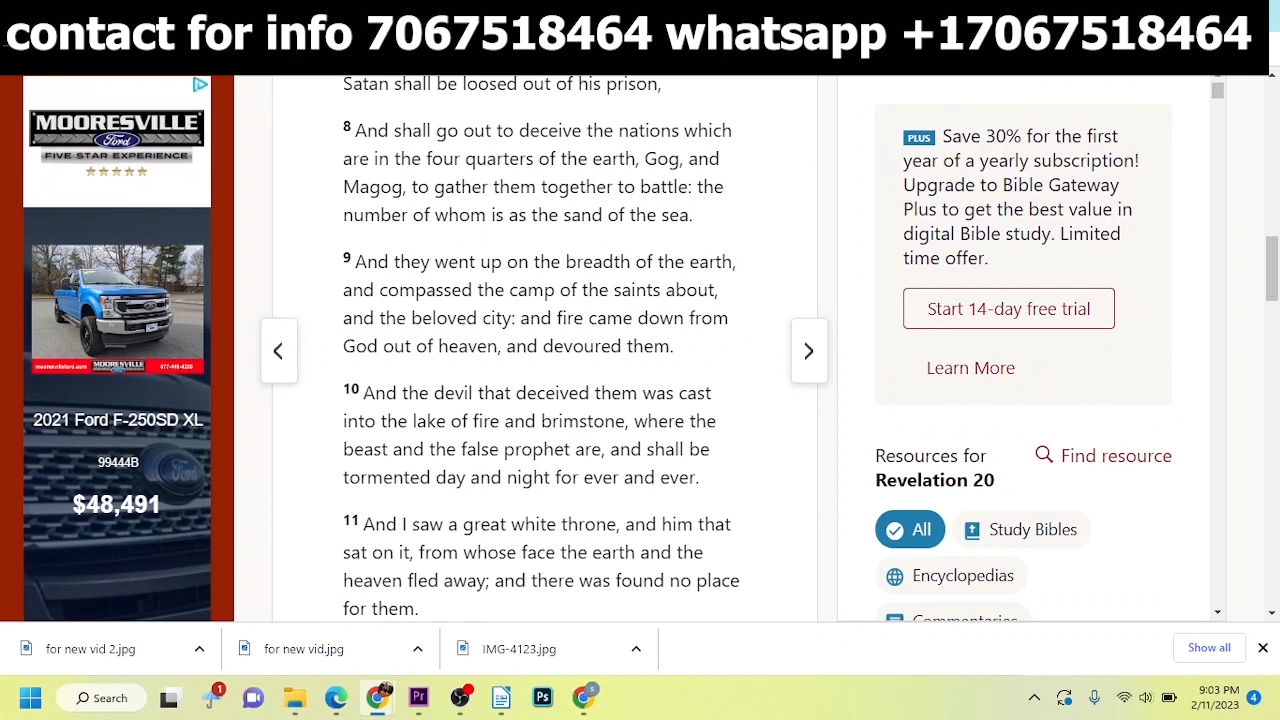 contact for info 7067518464 whatsapp +17067518464
MOORESVILLE
Ford
FIVE STAR EXPERIENCE
mooresvilleford.com
MOORESVILLE
2021 Ford F-250SD XL
99444B
$48,491
Satan shall be loosed out of his prison,
8 And shall go out to deceive the nations which
are in the four quarters of the earth, Gog, and
Magog, to gather them together to battle: the
number of whom is as the sand of the sea.
9 And they went up on the breadth of the earth,
and compassed the camp of the saints about,
and the beloved city: and fire came down from
God out of heaven, and devoured them.
10 And the devil that deceived them was cast
into the lake of fire and brimstone, where the
beast and the false prophet are, and shall be
tormented day and night for ever and ever.
11 And I saw a great white throne, and him that
sat on it, from whose face the earth and the
heaven fled away; and there was found no place
for them.
PLUS Save 30% for the first
year of a yearly subscription!
Upgrade to Bible Gateway
Plus to get the best value in
digital Bible study. Limited
time offer.
Start 14-day free trial
Learn More
Resources for
Revelation 20
Find resource
All
Study Bibles
Encyclopedias
Commentaries
for new vid 2.jpg
for new vid.jpg
IMG-4123.jpg
Show all
Search
1
Pr
Ps
S
9:03 PM
2/11/2023
4